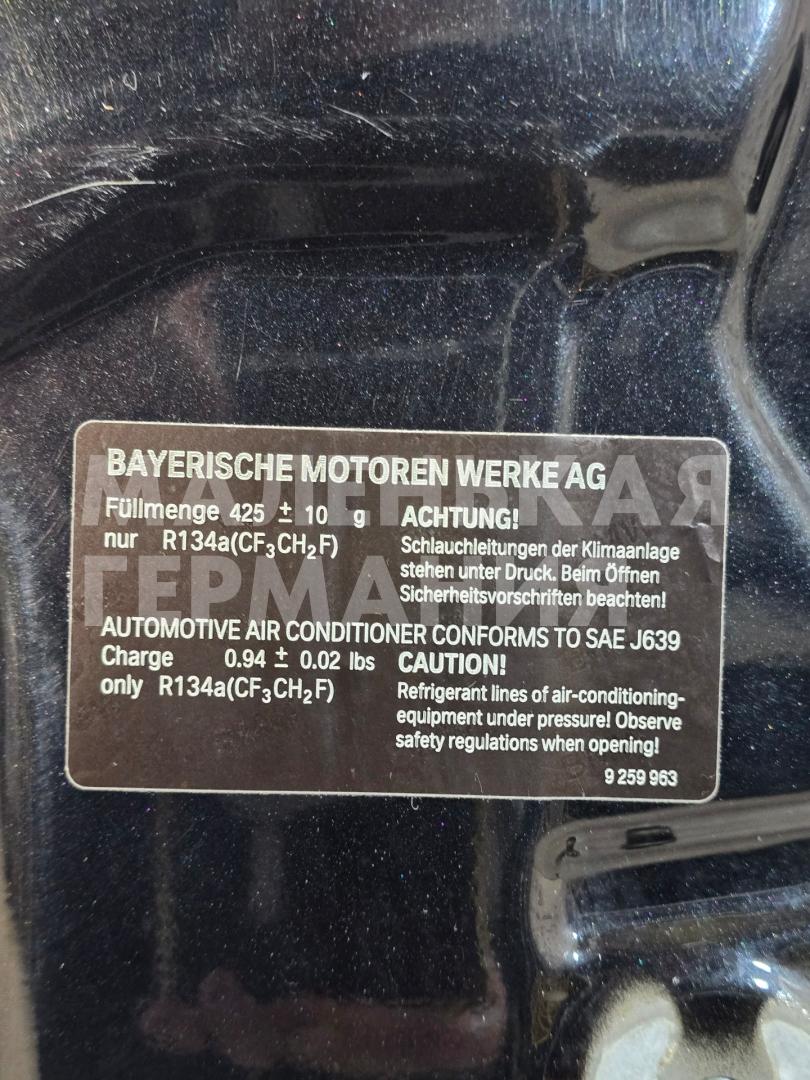 BAYERISCHE MOTOREN WERKE AG
Füllmenge 425 ± 10 g
nur R134a(CF₃CH₂F)
ACHTUNG!
Schlauchleitungen der Klimaanlage
stehen unter Druck. Beim Öffnen
Sicherheitsvorschriften beachten!
AUTOMOTIVE AIR CONDITIONER CONFORMS TO SAE J639
Charge 0.94 ± 0.02 lbs
only R134a(CF₃CH₂F)
CAUTION!
Refrigerant lines of air-conditioning-
equipment under pressure! Observe
safety regulations when opening!
9 259 963
МАЛЕНЬКАЯ
ГЕРМАНИЯ